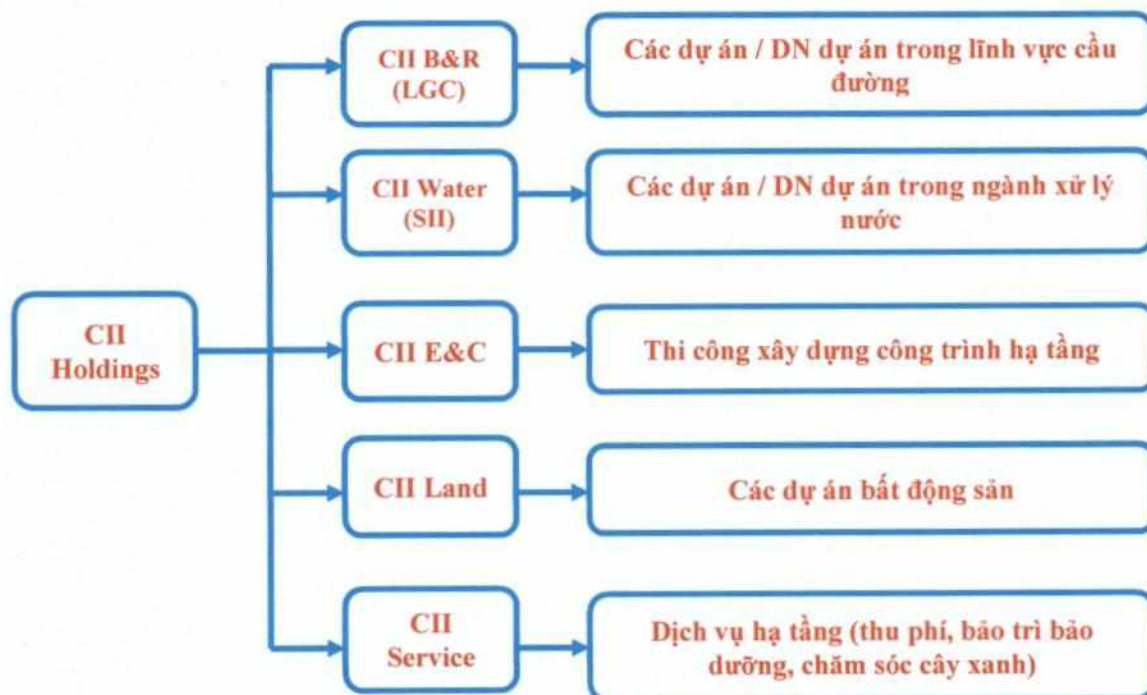 CII
Holdings
CII B&R
(LGC)
Các dự án / DN dự án trong lĩnh vực cầu
đường
CII Water
(SII)
Các dự án / DN dự án trong ngành xử lý
nước
CII E&C
Thi công xây dựng công trình hạ tầng
CII Land
Các dự án bất động sản
CII
Service
Dịch vụ hạ tầng (thu phí, bảo trì bảo
dưỡng, chăm sóc cây xanh)